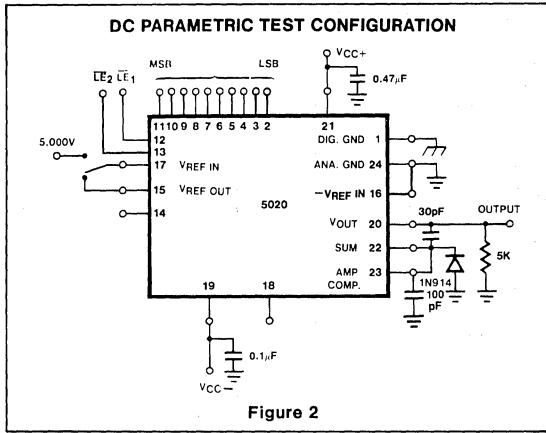 DC PARAMETRIC TEST CONFIGURATION
VCC+
0.47µF
LE2 LE1
MSB LSB
11 10 9 8 7 6 5 4 3 2
21
12
13
5.000V
17 VREF IN
15 VREF OUT
14
5020
DIG. GND 1
ANA. GND 24
−VREF IN 16
VOUT 20
30pF
OUTPUT
SUM 22
5K
AMP 23
COMP.
1N914
100
pF
19
18
0.1µF
VCC−
Figure 2